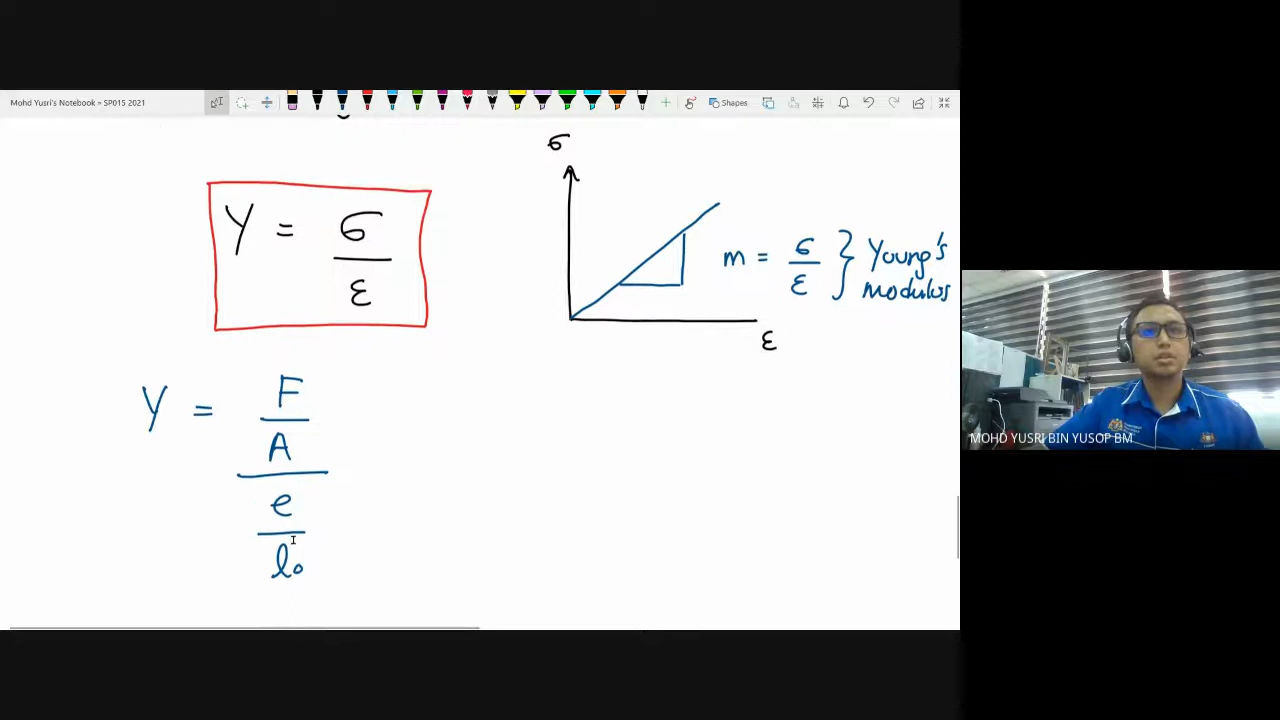 Mohd Yusri's Notebook » SP015 2021
Shapes
σ
Y = σ
ε
m = σ
ε
} Young's
modulus
ε
Y = F
A
e
l₀
MOHD YUSRI BIN YUSOP BM